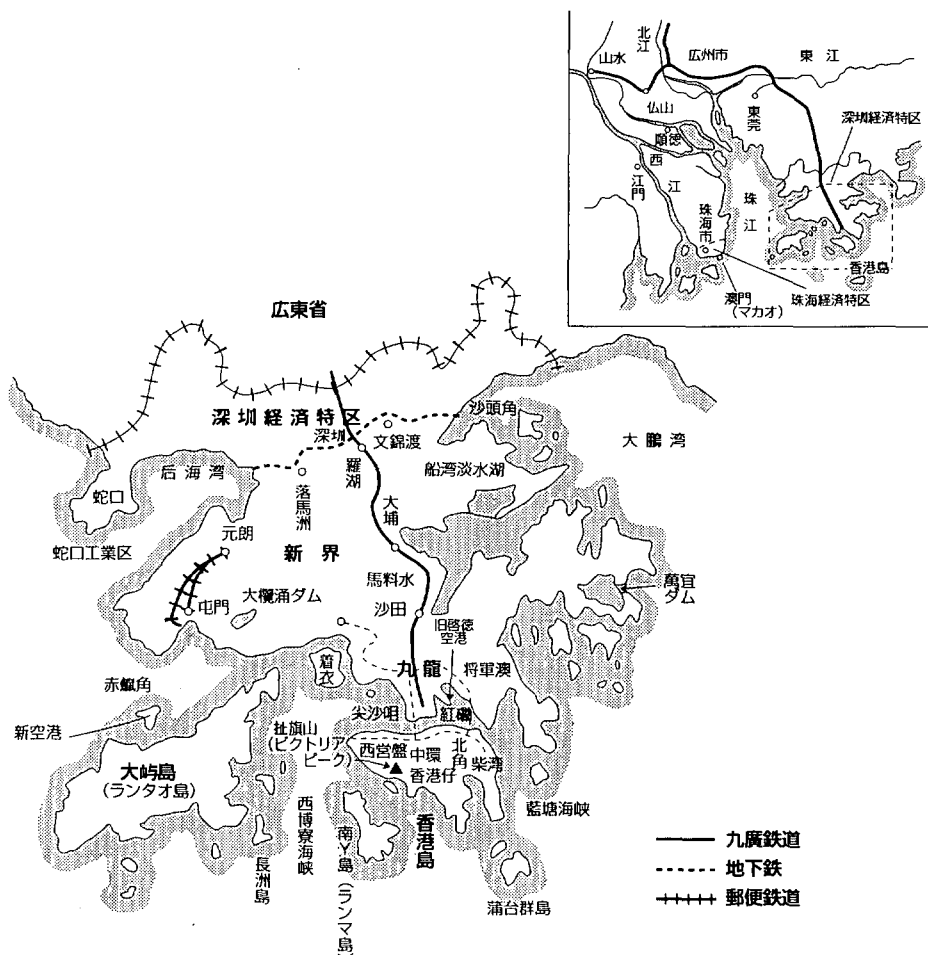 北江
山水
広州市
東江
仏山
順徳
東莞
深圳経済特区
西江
江門
珠江
珠海市
香港島
珠海経済特区
澳門
(マカオ)
広東省
深圳経済特区
沙頭角
深圳
文錦渡
大鵬湾
后海湾
羅湖
船湾淡水湖
蛇口
落馬洲
大埔
蛇口工業区
元朗
新界
馬料水
萬宜
ダム
大欖涌ダム
屯門
沙田
旧啓徳
空港
着衣
九龍
将軍澳
赤鱲角
尖沙咀
紅磡
新空港
扯旗山
(ビクトリア
ピーク)
西営盤
中環
北角
柴湾
香港仔
大屿島
(ランタオ島)
藍塘海峡
西博寮海峡
南丫島(ランマ島)
香港島
長洲島
蒲台群島
九廣鉄道
地下鉄
郵便鉄道